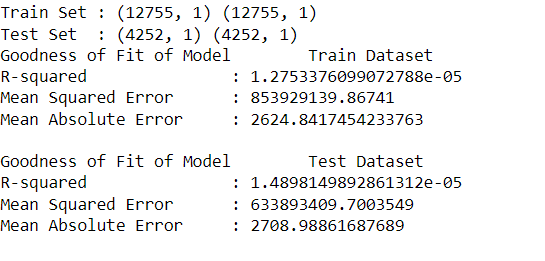 Train Set : (12755, 1) (12755, 1)
Test Set  : (4252, 1) (4252, 1)
Goodness of Fit of Model       Train Dataset
R-squared              : 1.2753376099072788e-05
Mean Squared Error     : 853929139.86741
Mean Absolute Error    : 2624.8417454233763
Goodness of Fit of Model       Test Dataset
R-squared              : 1.4898149892861312e-05
Mean Squared Error     : 633893409.7003549
Mean Absolute Error    : 2708.98861687689